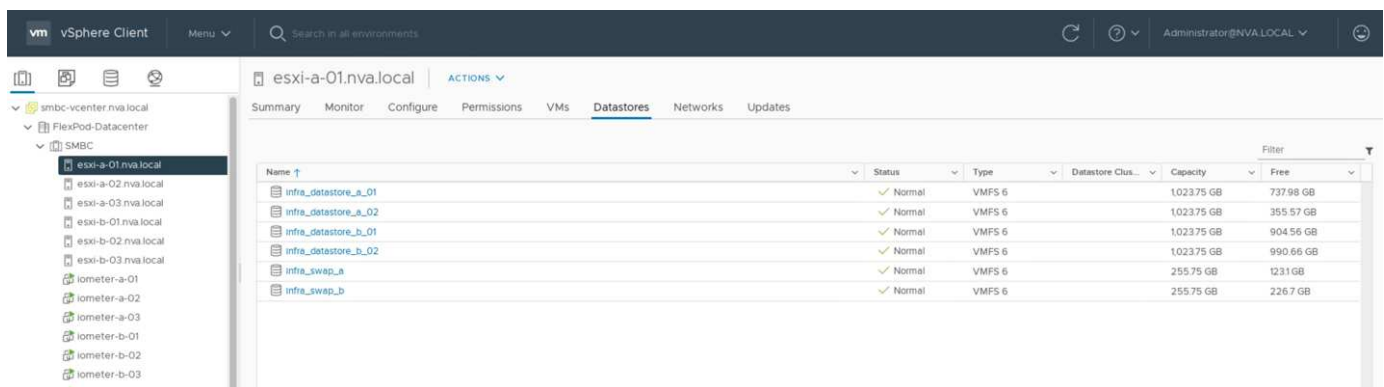 vm vSphere Client Menu Search in all environments Administrator@NVA.LOCAL
esxi-a-01.nva.local ACTIONS
smbc-vcenter.nva.local
FlexPod-Datacenter
SMBC
esxi-a-01.nva.local
esxi-a-02.nva.local
esxi-a-03.nva.local
esxi-b-01.nva.local
esxi-b-02.nva.local
esxi-b-03.nva.local
iometer-a-01
iometer-a-02
iometer-a-03
iometer-b-01
iometer-b-02
iometer-b-03
Summary Monitor Configure Permissions VMs Datastores Networks Updates
Filter
Name Status Type Datastore Clus... Capacity Free
infra_datastore_a_01 Normal VMFS 6 1,023.75 GB 737.98 GB
infra_datastore_a_02 Normal VMFS 6 1,023.75 GB 355.57 GB
infra_datastore_b_01 Normal VMFS 6 1,023.75 GB 904.56 GB
infra_datastore_b_02 Normal VMFS 6 1,023.75 GB 990.66 GB
infra_swap_a Normal VMFS 6 255.75 GB 123.1 GB
infra_swap_b Normal VMFS 6 255.75 GB 226.7 GB